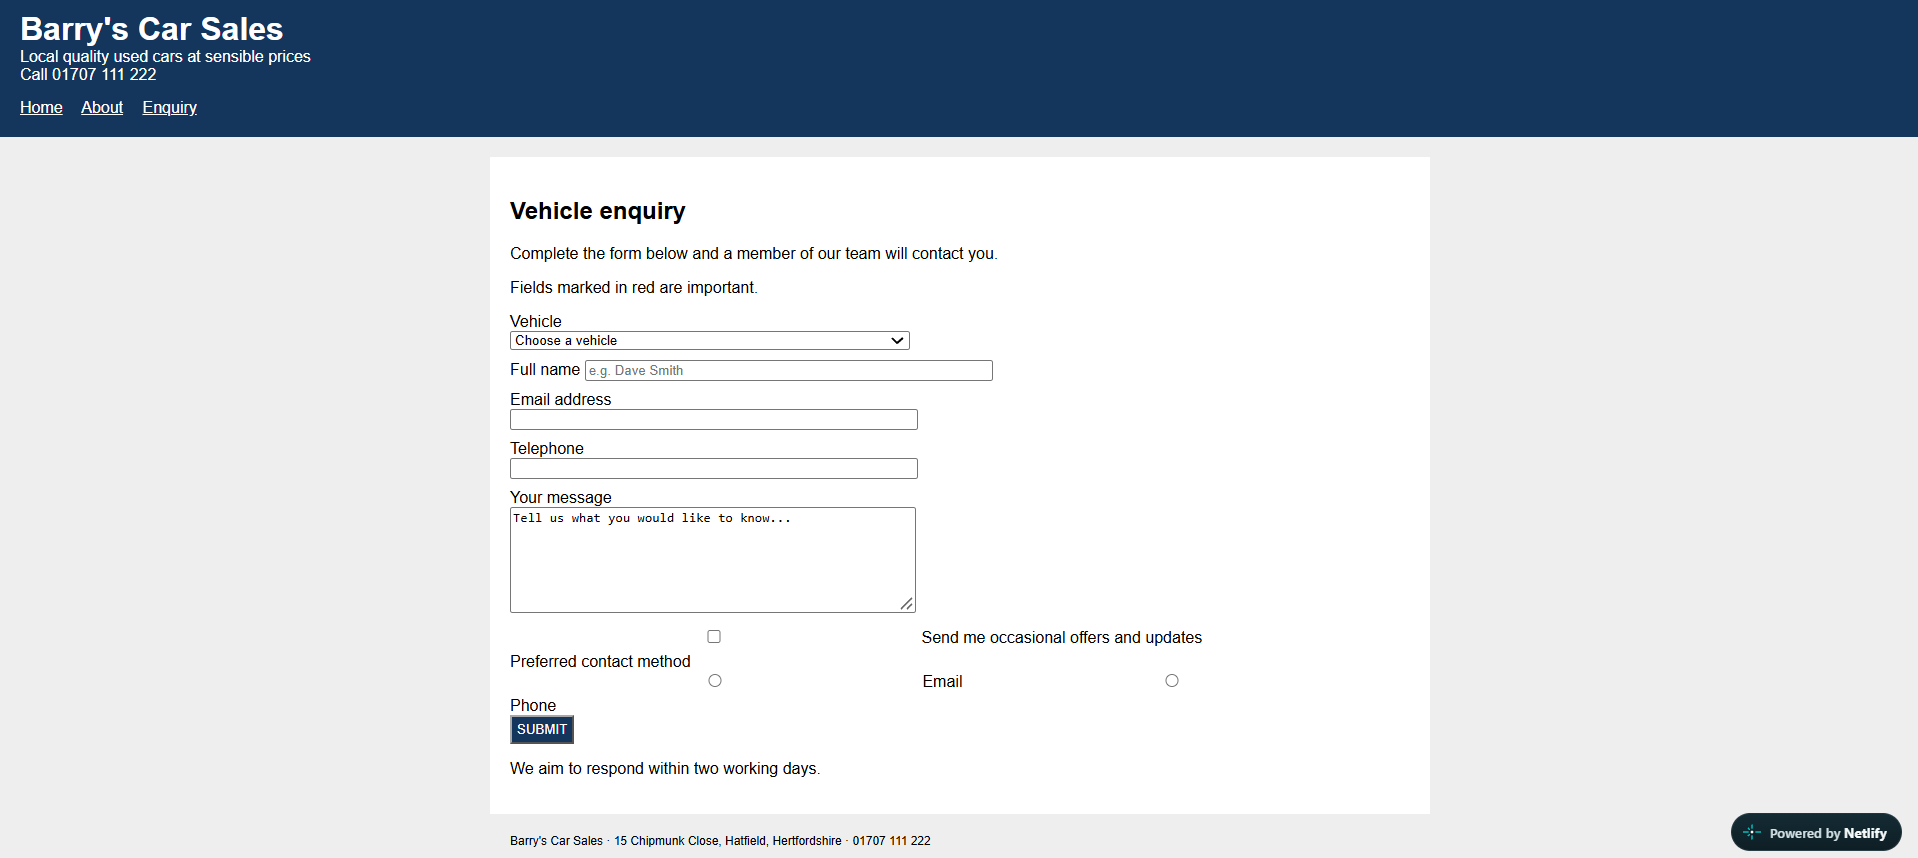 Barry's Car Sales
Local quality used cars at sensible prices
Call 01707 111 222
Home About Enquiry
Vehicle enquiry
Complete the form below and a member of our team will contact you.
Fields marked in red are important.
Vehicle
Choose a vehicle
Full name e.g. Dave Smith
Email address
Telephone
Your message
Tell us what you would like to know...
Send me occasional offers and updates
Preferred contact method
Email
Phone
SUBMIT
We aim to respond within two working days.
Barry's Car Sales · 15 Chipmunk Close, Hatfield, Hertfordshire · 01707 111 222
Powered by Netlify